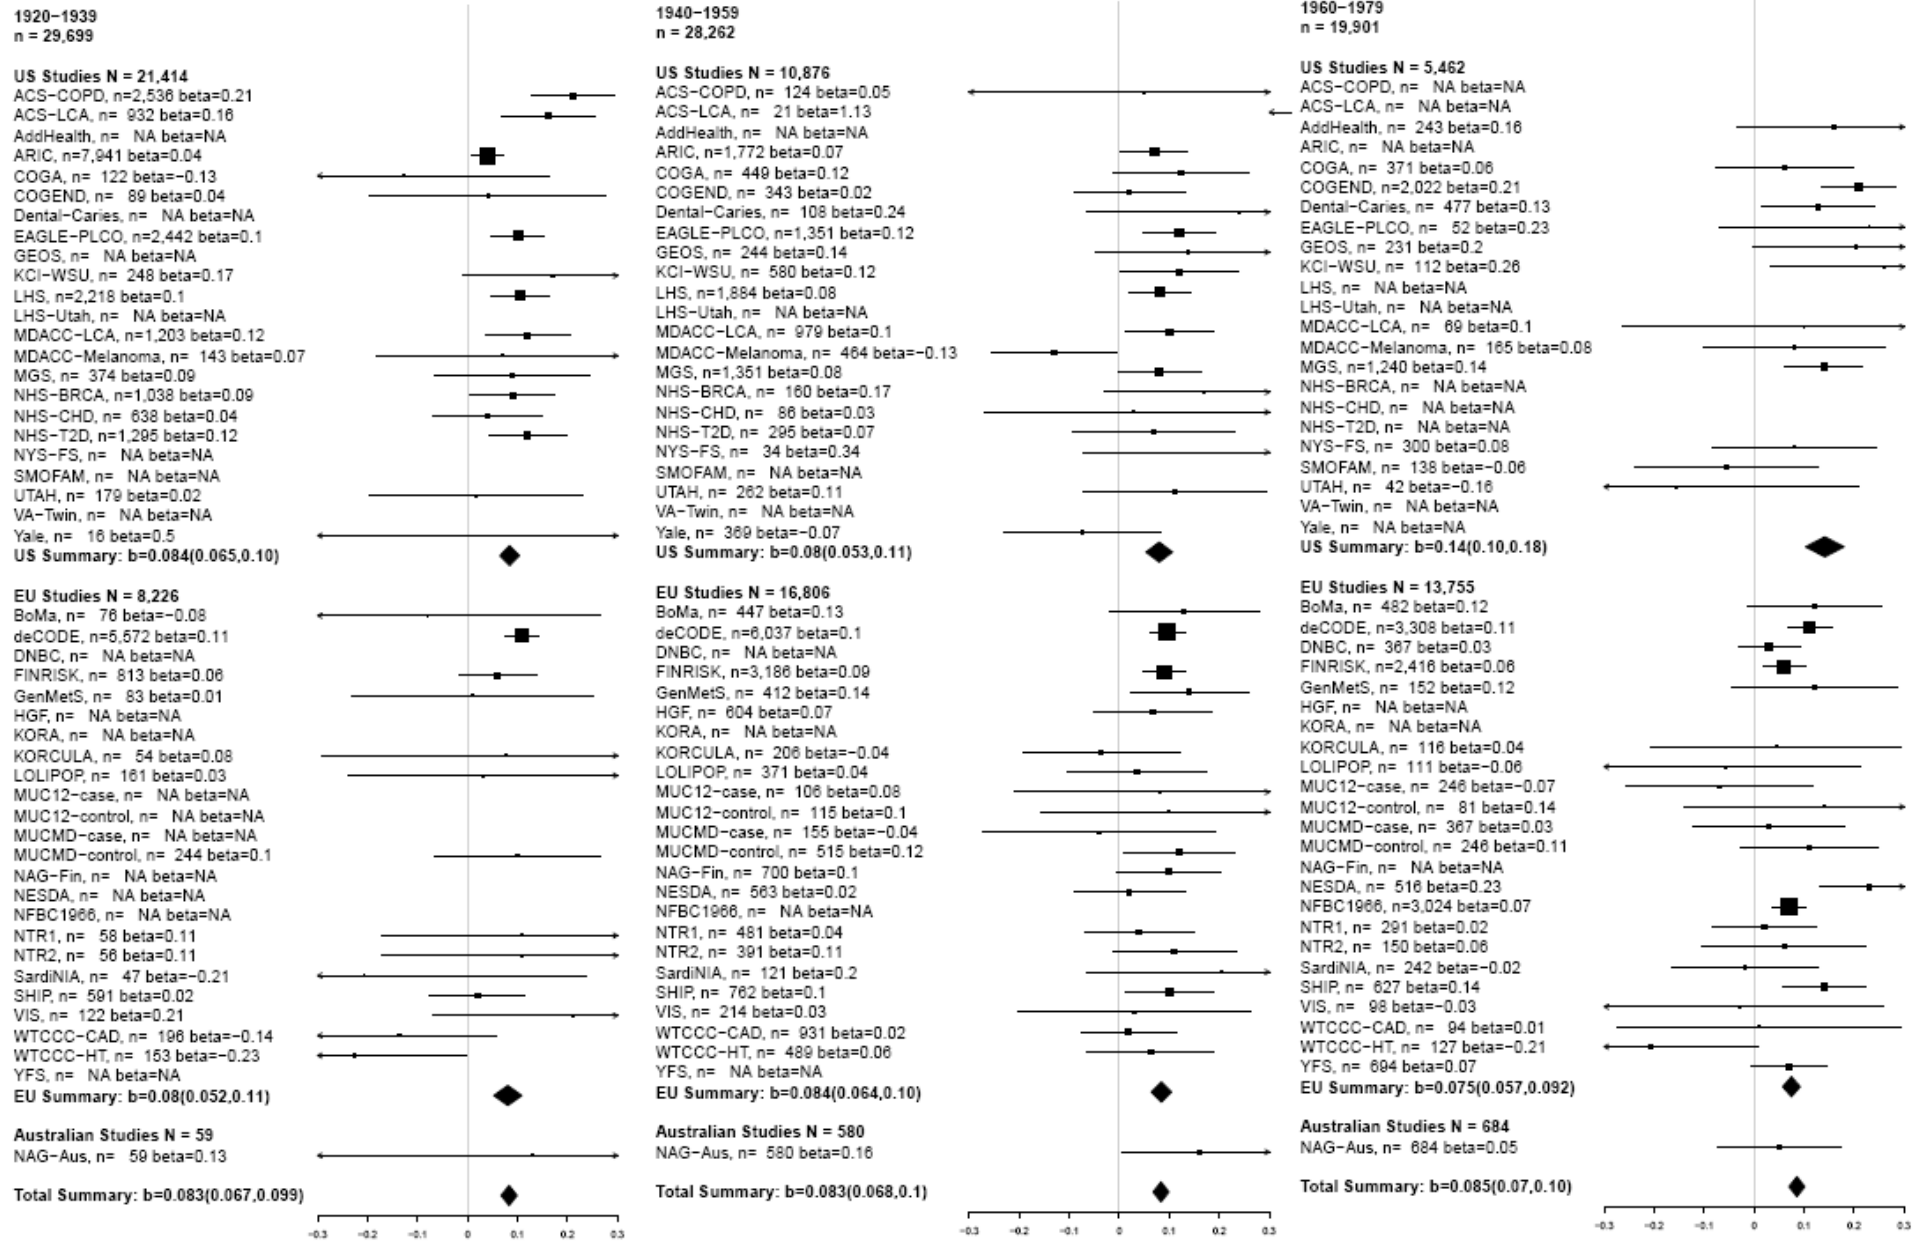 1920−1939
n = 29,699
US Studies N = 21,414
ACS−COPD, n=2,536 beta=0.21
ACS−LCA, n= 932 beta=0.16
AddHealth, n= NA beta=NA
ARIC, n=7,941 beta=0.04
COGA, n= 122 beta=−0.13
COGEND, n= 89 beta=0.04
Dental−Caries, n= NA beta=NA
EAGLE−PLCO, n=2,442 beta=0.1
GEOS, n= NA beta=NA
KCI−WSU, n= 248 beta=0.17
LHS, n=2,218 beta=0.1
LHS−Utah, n= NA beta=NA
MDACC−LCA, n=1,203 beta=0.12
MDACC−Melanoma, n= 143 beta=0.07
MGS, n= 374 beta=0.09
NHS−BRCA, n=1,038 beta=0.09
NHS−CHD, n= 638 beta=0.04
NHS−T2D, n=1,295 beta=0.12
NYS−FS, n= NA beta=NA
SMOFAM, n= NA beta=NA
UTAH, n= 179 beta=0.02
VA−Twin, n= NA beta=NA
Yale, n= 16 beta=0.5
US Summary: b=0.084(0.065,0.10)
EU Studies N = 8,226
BoMa, n= 76 beta=−0.08
deCODE, n=5,572 beta=0.11
DNBC, n= NA beta=NA
FINRISK, n= 813 beta=0.06
GenMetS, n= 83 beta=0.01
HGF, n= NA beta=NA
KORA, n= NA beta=NA
KORCULA, n= 54 beta=0.08
LOLIPOP, n= 161 beta=0.03
MUC12−case, n= NA beta=NA
MUC12−control, n= NA beta=NA
MUCMD−case, n= NA beta=NA
MUCMD−control, n= 244 beta=0.1
NAG−Fin, n= NA beta=NA
NESDA, n= NA beta=NA
NFBC1966, n= NA beta=NA
NTR1, n= 58 beta=0.11
NTR2, n= 56 beta=0.11
SardiNIA, n= 47 beta=−0.21
SHIP, n= 591 beta=0.02
VIS, n= 122 beta=0.21
WTCCC−CAD, n= 196 beta=−0.14
WTCCC−HT, n= 153 beta=−0.23
YFS, n= NA beta=NA
EU Summary: b=0.08(0.052,0.11)
Australian Studies N = 59
NAG−Aus, n= 59 beta=0.13
Total Summary: b=0.083(0.067,0.099)
−0.3 −0.2 −0.1 0 0.1 0.2 0.3
1940−1959
n = 28,262
US Studies N = 10,876
ACS−COPD, n= 124 beta=0.05
ACS−LCA, n= 21 beta=1.13
AddHealth, n= NA beta=NA
ARIC, n=1,772 beta=0.07
COGA, n= 449 beta=0.12
COGEND, n= 343 beta=0.02
Dental−Caries, n= 108 beta=0.24
EAGLE−PLCO, n=1,351 beta=0.12
GEOS, n= 244 beta=0.14
KCI−WSU, n= 580 beta=0.12
LHS, n=1,884 beta=0.08
LHS−Utah, n= NA beta=NA
MDACC−LCA, n= 979 beta=0.1
MDACC−Melanoma, n= 464 beta=−0.13
MGS, n=1,351 beta=0.08
NHS−BRCA, n= 160 beta=0.17
NHS−CHD, n= 86 beta=0.03
NHS−T2D, n= 295 beta=0.07
NYS−FS, n= 34 beta=0.34
SMOFAM, n= NA beta=NA
UTAH, n= 262 beta=0.11
VA−Twin, n= NA beta=NA
Yale, n= 369 beta=−0.07
US Summary: b=0.08(0.053,0.11)
EU Studies N = 16,806
BoMa, n= 447 beta=0.13
deCODE, n=6,037 beta=0.1
DNBC, n= NA beta=NA
FINRISK, n=3,186 beta=0.09
GenMetS, n= 412 beta=0.14
HGF, n= 604 beta=0.07
KORA, n= NA beta=NA
KORCULA, n= 206 beta=−0.04
LOLIPOP, n= 371 beta=0.04
MUC12−case, n= 106 beta=0.08
MUC12−control, n= 115 beta=0.1
MUCMD−case, n= 155 beta=−0.04
MUCMD−control, n= 515 beta=0.12
NAG−Fin, n= 700 beta=0.1
NESDA, n= 563 beta=0.02
NFBC1966, n= NA beta=NA
NTR1, n= 481 beta=0.04
NTR2, n= 391 beta=0.11
SardiNIA, n= 121 beta=0.2
SHIP, n= 762 beta=0.1
VIS, n= 214 beta=0.03
WTCCC−CAD, n= 931 beta=0.02
WTCCC−HT, n= 489 beta=0.06
YFS, n= NA beta=NA
EU Summary: b=0.084(0.064,0.10)
Australian Studies N = 580
NAG−Aus, n= 580 beta=0.16
Total Summary: b=0.083(0.068,0.1)
−0.3 −0.2 −0.1 0 0.1 0.2 0.3
1960−1979
n = 19,901
US Studies N = 5,462
ACS−COPD, n= NA beta=NA
ACS−LCA, n= NA beta=NA
AddHealth, n= 243 beta=0.16
ARIC, n= NA beta=NA
COGA, n= 371 beta=0.06
COGEND, n=2,022 beta=0.21
Dental−Caries, n= 477 beta=0.13
EAGLE−PLCO, n= 52 beta=0.23
GEOS, n= 231 beta=0.2
KCI−WSU, n= 112 beta=0.26
LHS, n= NA beta=NA
LHS−Utah, n= NA beta=NA
MDACC−LCA, n= 69 beta=0.1
MDACC−Melanoma, n= 165 beta=0.08
MGS, n=1,240 beta=0.14
NHS−BRCA, n= NA beta=NA
NHS−CHD, n= NA beta=NA
NHS−T2D, n= NA beta=NA
NYS−FS, n= 300 beta=0.08
SMOFAM, n= 138 beta=−0.06
UTAH, n= 42 beta=−0.16
VA−Twin, n= NA beta=NA
Yale, n= NA beta=NA
US Summary: b=0.14(0.10,0.18)
EU Studies N = 13,755
BoMa, n= 482 beta=0.12
deCODE, n=3,308 beta=0.11
DNBC, n= 367 beta=0.03
FINRISK, n=2,416 beta=0.06
GenMetS, n= 152 beta=0.12
HGF, n= NA beta=NA
KORA, n= NA beta=NA
KORCULA, n= 116 beta=0.04
LOLIPOP, n= 111 beta=−0.06
MUC12−case, n= 246 beta=−0.07
MUC12−control, n= 81 beta=0.14
MUCMD−case, n= 367 beta=0.03
MUCMD−control, n= 246 beta=0.11
NAG−Fin, n= NA beta=NA
NESDA, n= 516 beta=0.23
NFBC1966, n=3,024 beta=0.07
NTR1, n= 291 beta=0.02
NTR2, n= 150 beta=0.06
SardiNIA, n= 242 beta=−0.02
SHIP, n= 627 beta=0.14
VIS, n= 98 beta=−0.03
WTCCC−CAD, n= 94 beta=0.01
WTCCC−HT, n= 127 beta=−0.21
YFS, n= 694 beta=0.07
EU Summary: b=0.075(0.057,0.092)
Australian Studies N = 684
NAG−Aus, n= 684 beta=0.05
Total Summary: b=0.085(0.07,0.10)
−0.3 −0.2 −0.1 0 0.1 0.2 0.3